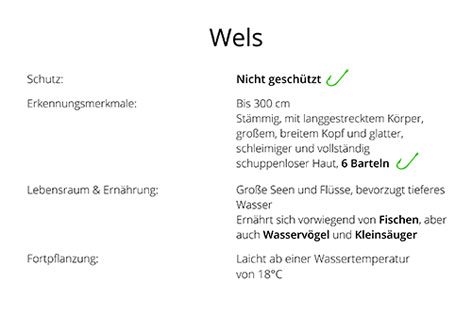 Wels
Schutz: Nicht geschützt
Erkennungsmerkmale: Bis 300 cm
Stämmig, mit langgestrecktem Körper,
großem, breitem Kopf und glatter,
schleimiger und vollständig
schuppenloser Haut, 6 Barteln
Lebensraum & Ernährung: Große Seen und Flüsse, bevorzugt tieferes
Wasser
Ernährt sich vorwiegend von Fischen, aber
auch Wasservögel und Kleinsäuger
Fortpflanzung: Laicht ab einer Wassertemperatur
von 18°C